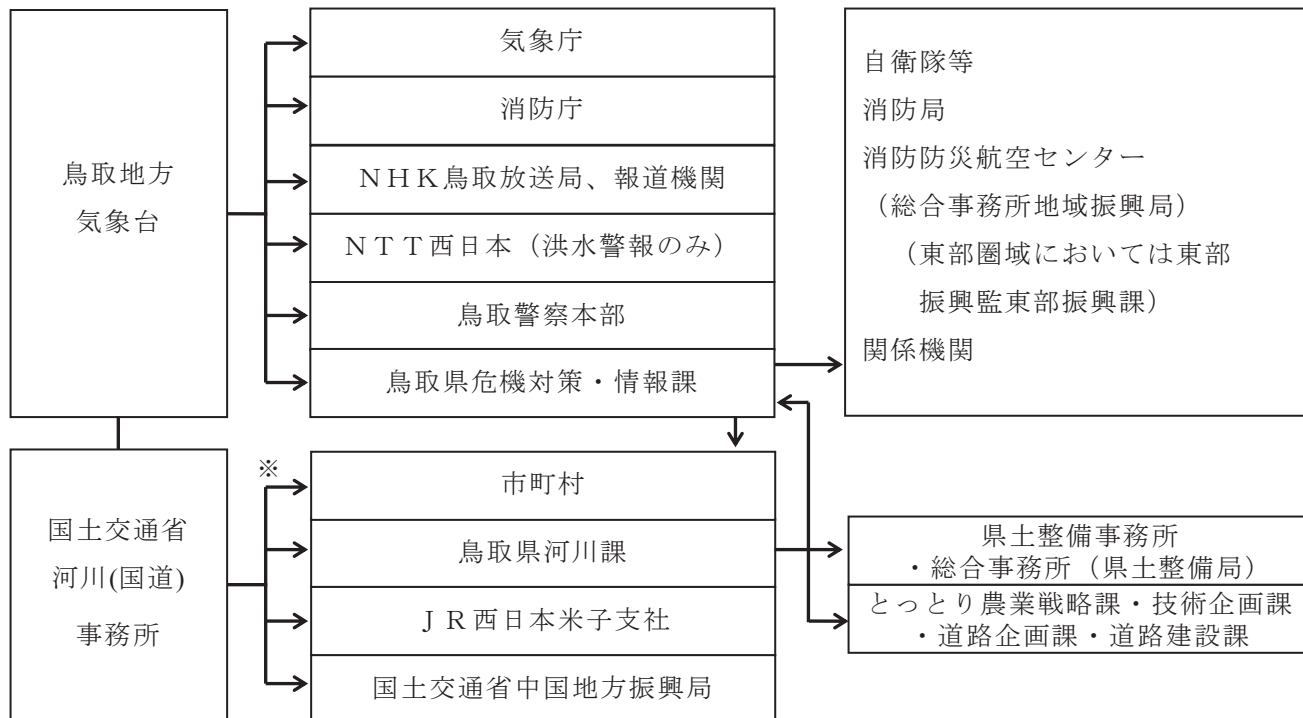 鳥取地方
気象台
気象庁
消防庁
ＮＨＫ鳥取放送局、報道機関
ＮＴＴ西日本（洪水警報のみ）
鳥取警察本部
鳥取県危機対策・情報課
自衛隊等
消防局
消防防災航空センター
（総合事務所地域振興局）
（東部圏域においては東部
振興監東部振興課）
関係機関
国土交通省
河川(国道)
事務所
※
市町村
鳥取県河川課
ＪＲ西日本米子支社
国土交通省中国地方振興局
県土整備事務所
・総合事務所（県土整備局）
とっとり農業戦略課・技術企画課
・道路企画課・道路建設課